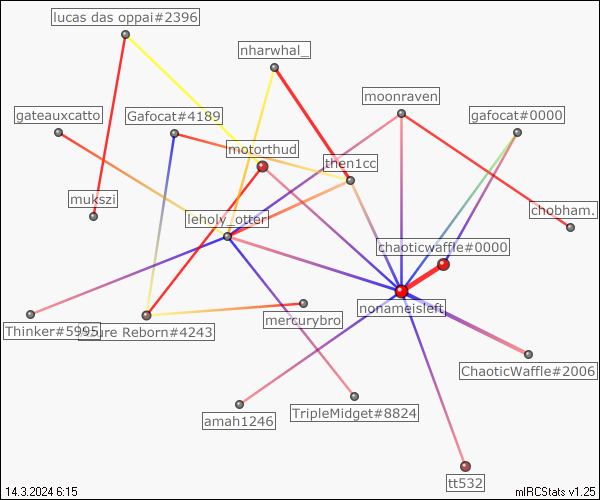 lucas das oppai#2396
nharwhal_
moonraven
gateauxcatto
Gafocat#4189
gafocat#0000
motorthud
then1cc
mukszi
leholy_otter
chobham.
chaoticwaffle#0000
nonameisleft
mercurybro
Thinker#5995
ure Reborn#4243
ChaoticWaffle#2006
amah1246
TripleMidget#8824
tt532
14.3.2024 6:15
mIRCStats v1.25